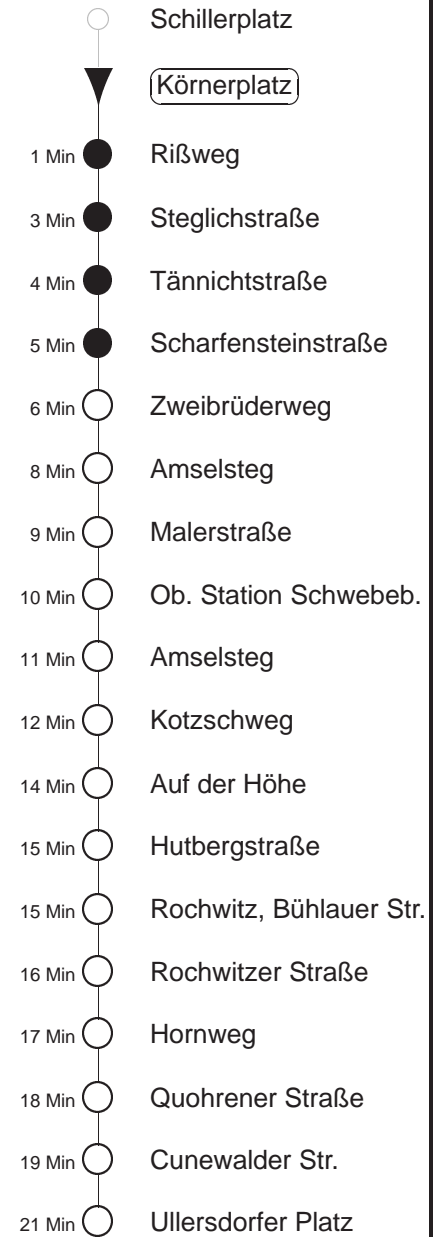 Schillerplatz
Körnerplatz
1 Min Rißweg
3 Min Steglichstraße
4 Min Tännichtstraße
5 Min Scharfensteinstraße
6 Min Zweibrüderweg
8 Min Amselsteg
9 Min Malerstraße
10 Min Ob. Station Schwebeb.
11 Min Amselsteg
12 Min Kotzschweg
14 Min Auf der Höhe
15 Min Hutbergstraße
15 Min Rochwitz, Bühlauer Str.
16 Min Rochwitzer Straße
17 Min Hornweg
18 Min Quohrener Straße
19 Min Cunewalder Str.
21 Min Ullersdorfer Platz